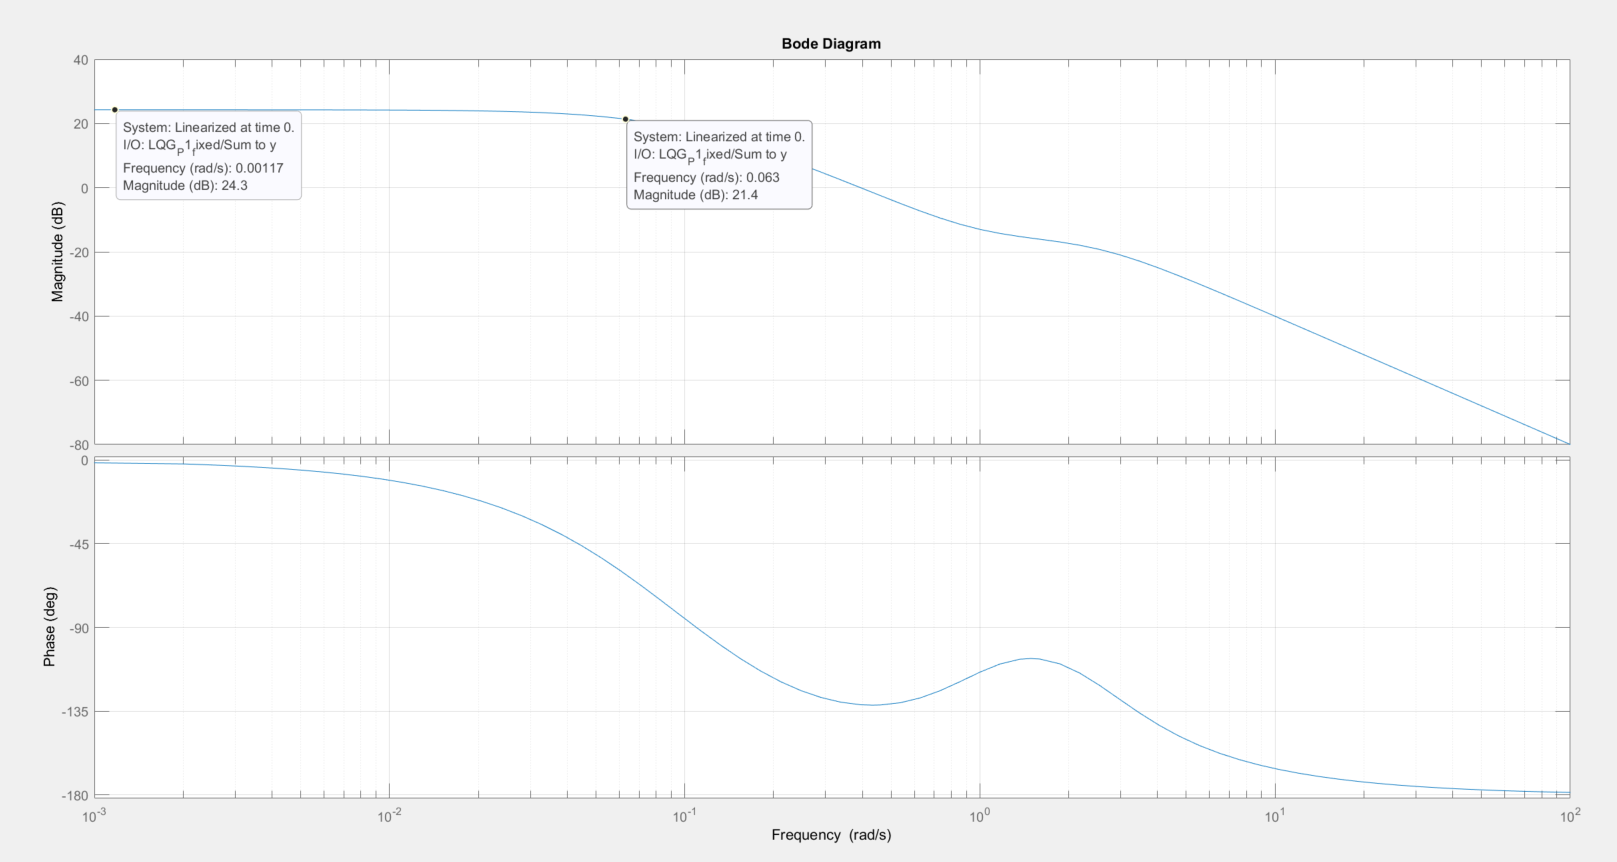 Bode Diagram
Magnitude (dB)
40
20
0
-20
-40
-60
-80
System: Linearized at time 0.
I/O: LQG_P1_fixed/Sum to y
Frequency (rad/s): 0.00117
Magnitude (dB): 24.3
System: Linearized at time 0.
I/O: LQG_P1_fixed/Sum to y
Frequency (rad/s): 0.063
Magnitude (dB): 21.4
Phase (deg)
0
-45
-90
-135
-180
10^-3 10^-2 10^-1 10^0 10^1 10^2
Frequency (rad/s)